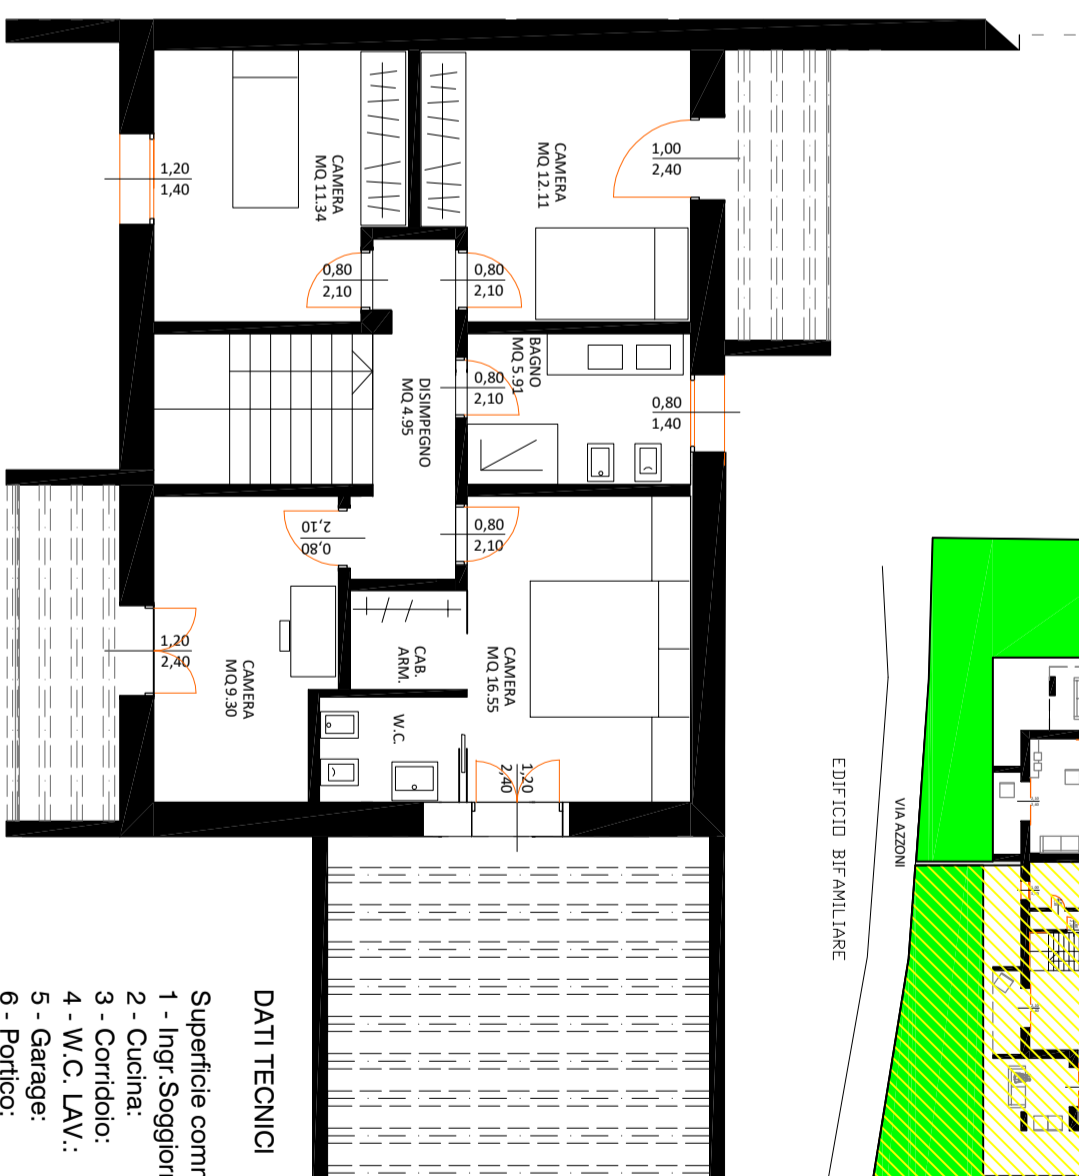 CAMERA
MQ 11.34
CAMERA
MQ 12.11
1,00
2,40
1,20
1,40
0,80
2,10
0,80
2,10
BAGNO
MQ 5.91
0,80
2,10
0,80
1,40
DISIMPEGNO
MQ 4.95
0,80
2,10
0,80
2,10
1,20
2,40
CAMERA
MQ 9.30
CAB.
ARM.
CAMERA
MQ 16.55
W.C.
1,20
2,40
EDIFICIO BIFAMILIARE
VIA AZZONI
DATI TECNICI
Superficie
1 - Ingr.
2 - Cucina:
3 - Corridoio:
4 - W.C. LAV.:
5 - Garage:
6 - Portico: